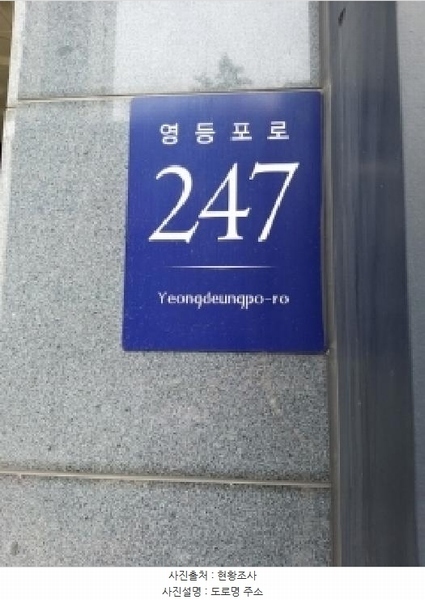 영등포로
247
Yeongdeungpo-ro
사진출처 : 현황조사
사진설명 : 도로명 주소